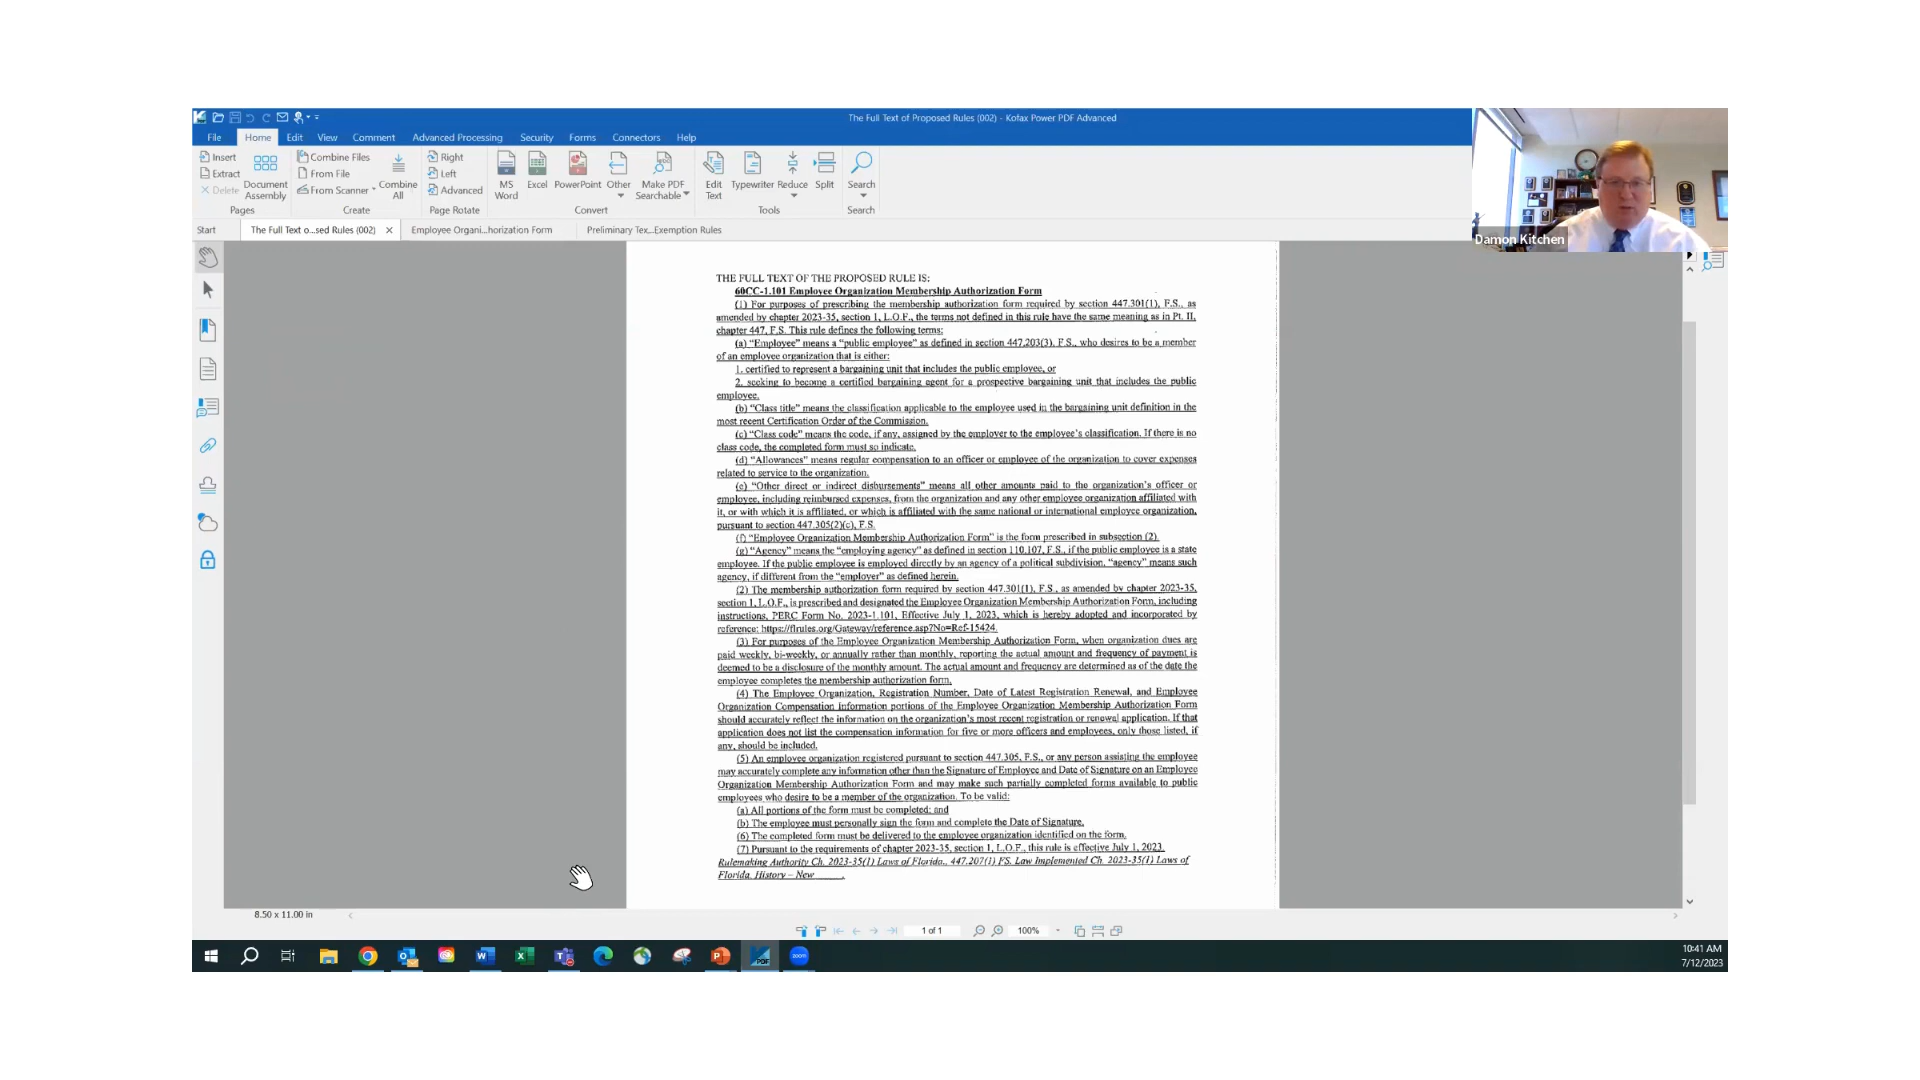 The Full Text of Proposed Rules (002) - Kofax Power PDF Advanced
File Home Edit View Comment Advanced Processing Security Forms Connectors Help
Insert
Extract
Delete
Document Assembly
Pages
Combine Files
From File
From Scanner
Combine All
Create
Right
Left
Advanced
Page Rotate
MS Word
Excel
PowerPoint
Other
Make PDF Searchable
Convert
Edit Text
Typewriter
Reduce
Split
Tools
Search
Search
Damon Kitchen
Start
The Full Text o...sed Rules (002)
Employee Organi...horization Form
Preliminary Tex...Exemption Rules
THE FULL TEXT OF THE PROPOSED RULE IS:
60CC-1.101 Employee Organization Membership Authorization Form
(1) For purposes of prescribing the membership authorization form required by section 447.301(1), F.S., as
amended by chapter 2023-35, section 1, L.O.F., the terms not defined in this rule have the same meaning as in Pt. II,
chapter 447, F.S. This rule defines the following terms:
(a) “Employee” means a “public employee” as defined in section 447.203(3), F.S., who desires to be a member
of an employee organization that is either:
1. certified to represent a bargaining unit that includes the public employee, or
2. seeking to become a certified bargaining agent for a prospective bargaining unit that includes the public
employee.
(b) “Class title” means the classification applicable to the employee used in the bargaining unit definition in the
most recent Certification Order of the Commission.
(c) “Class code” means the code, if any, assigned by the employer to the employee’s classification. If there is no
class code, the completed form must so indicate.
(d) “Allowances” means regular compensation to an officer or employee of the organization to cover expenses
related to service to the organization.
(e) “Other direct or indirect disbursements” means all other amounts paid to the organization’s officer or
employee, including reimbursed expenses, from the organization and any other employee organization affiliated with
it, or with which it is affiliated, or which is affiliated with the same national or international employee organization,
pursuant to section 447.305(2)(c), F.S.
(f) “Employee Organization Membership Authorization Form” is the form prescribed in subsection (2).
(g) “Agency” means the “employing agency” as defined in section 110.107, F.S., if the public employee is a state
employee. If the public employee is employed directly by an agency of a political subdivision, “agency” means such
agency, if different from the “employer” as defined herein.
(2) The membership authorization form required by section 447.301(1), F.S., as amended by chapter 2023-35,
section 1, L.O.F., is prescribed and designated the Employee Organization Membership Authorization Form, including
instructions, PERC Form No. 2023-1.101, Effective July 1, 2023, which is hereby adopted and incorporated by
reference: https://flrules.org/Gateway/reference.asp?No=Ref-15424.
(3) For purposes of the Employee Organization Membership Authorization Form, when organization dues are
paid weekly, bi-weekly, or annually rather than monthly, reporting the actual amount and frequency of payment is
deemed to be a disclosure of the monthly amount. The actual amount and frequency are determined as of the date the
employee completes the membership authorization form.
(4) The Employee Organization, Registration Number, Date of Latest Registration Renewal, and Employee
Organization Compensation Information portions of the Employee Organization Membership Authorization Form
should accurately reflect the information on the organization’s most recent registration or renewal application. If that
application does not list the compensation information for five or more officers and employees, only those listed, if
any, should be included.
(5) An employee organization registered pursuant to section 447.305, F.S., or any person assisting the employee
may accurately complete any information other than the Signature of Employee and Date of Signature on an Employee
Organization Membership Authorization Form and may make such partially completed forms available to public
employees who desire to be a member of the organization. To be valid:
(a) All portions of the form must be completed; and
(b) The employee must personally sign the form and complete the Date of Signature.
(6) The completed form must be delivered to the employee organization identified on the form.
(7) Pursuant to the requirements of chapter 2023-35, section 1, L.O.F., this rule is effective July 1, 2023.
Rulemaking Authority Ch. 2023-35(1) Laws of Florida., 447.207(1) FS. Law Implemented Ch. 2023-35(1) Laws of
Florida. History – New ______.
8.50 x 11.00 in
1 of 1
100%
10:41 AM
7/12/2023